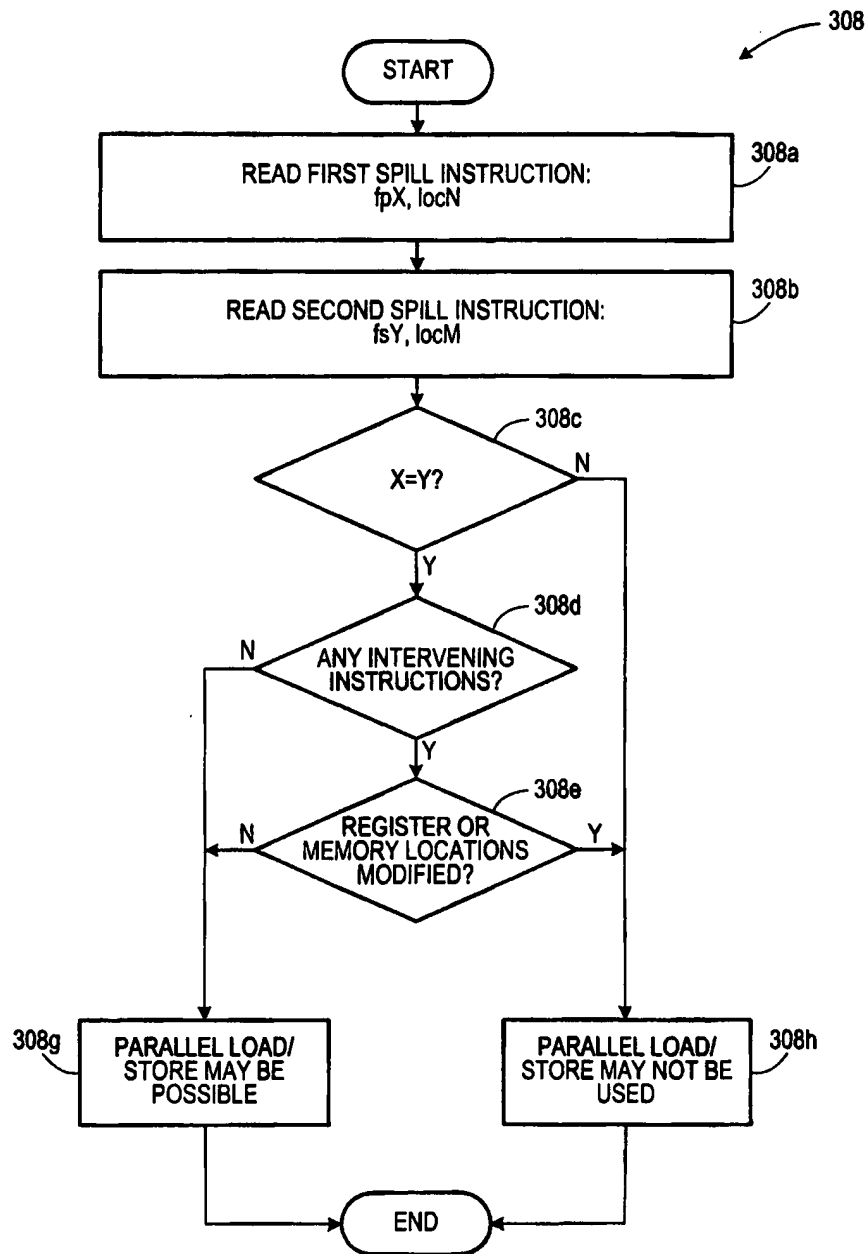 308
START
READ FIRST SPILL INSTRUCTION:
fpX, locN
308a
READ SECOND SPILL INSTRUCTION:
fsY, locM
308b
308c
X=Y?
N
Y
308d
N
ANY INTERVENING
INSTRUCTIONS?
Y
308e
N
REGISTER OR
MEMORY LOCATIONS
MODIFIED?
Y
308g
PARALLEL LOAD/
STORE MAY BE
POSSIBLE
PARALLEL LOAD/
STORE MAY NOT BE
USED
308h
END